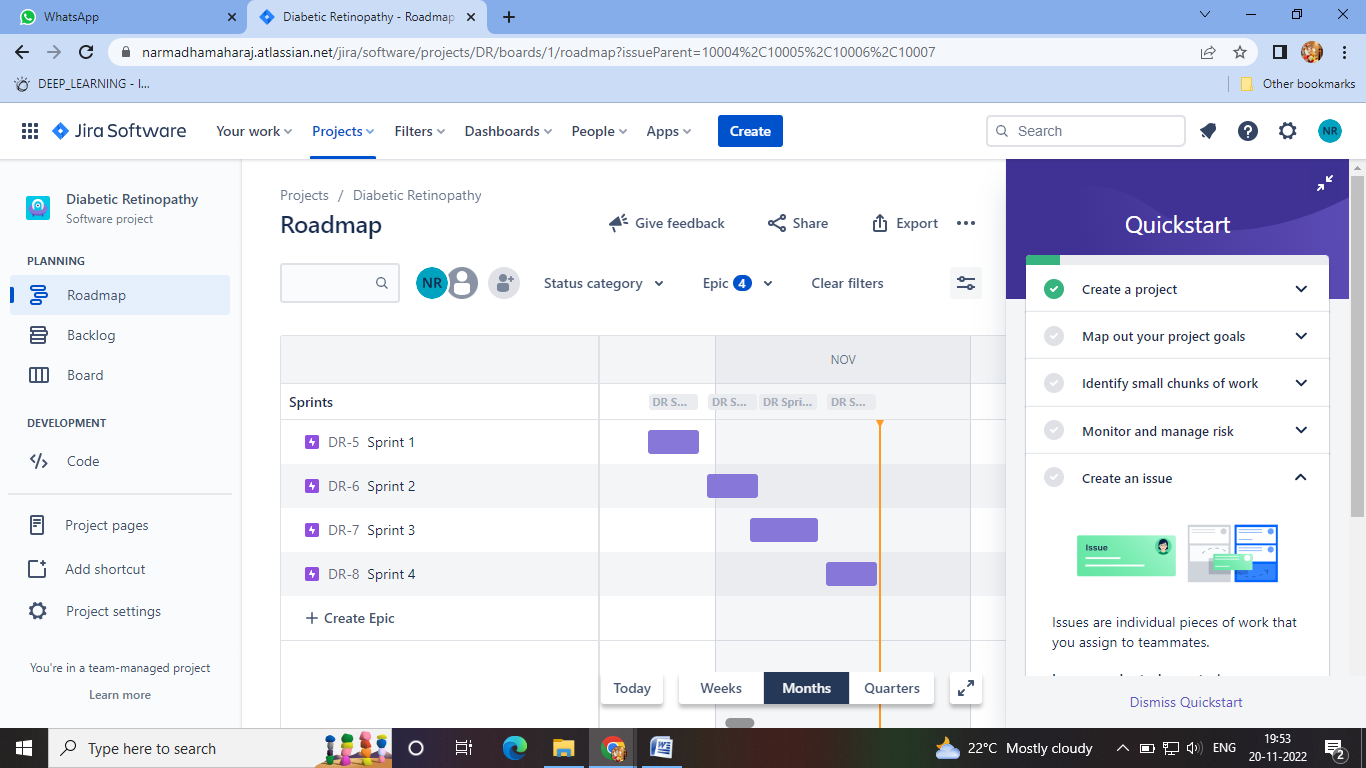 WhatsApp
Diabetic Retinopathy - Roadmap
narmadhamaharaj.atlassian.net/jira/software/projects/DR/boards/1/roadmap?issueParent=10004%2C10005%2C10006%2C10007
DEEP_LEARNING - I...
Other bookmarks
Jira Software
Your work
Projects
Filters
Dashboards
People
Apps
Create
Search
NR
Diabetic Retinopathy
Software project
PLANNING
Roadmap
Backlog
Board
DEVELOPMENT
Code
Project pages
Add shortcut
Project settings
You're in a team-managed project
Learn more
Projects / Diabetic Retinopathy
Roadmap
Give feedback
Share
Export
NR
Status category
Epic 4
Clear filters
NOV
Sprints
DR S...
DR S...
DR Spri...
DR S...
DR-5 Sprint 1
DR-6 Sprint 2
DR-7 Sprint 3
DR-8 Sprint 4
+ Create Epic
Today
Weeks
Months
Quarters
Quickstart
Create a project
Map out your project goals
Identify small chunks of work
Monitor and manage risk
Create an issue
Issue
Issues are individual pieces of work that
you assign to teammates.
Dismiss Quickstart
Type here to search
22°C Mostly cloudy
ENG
19:53
20-11-2022
2